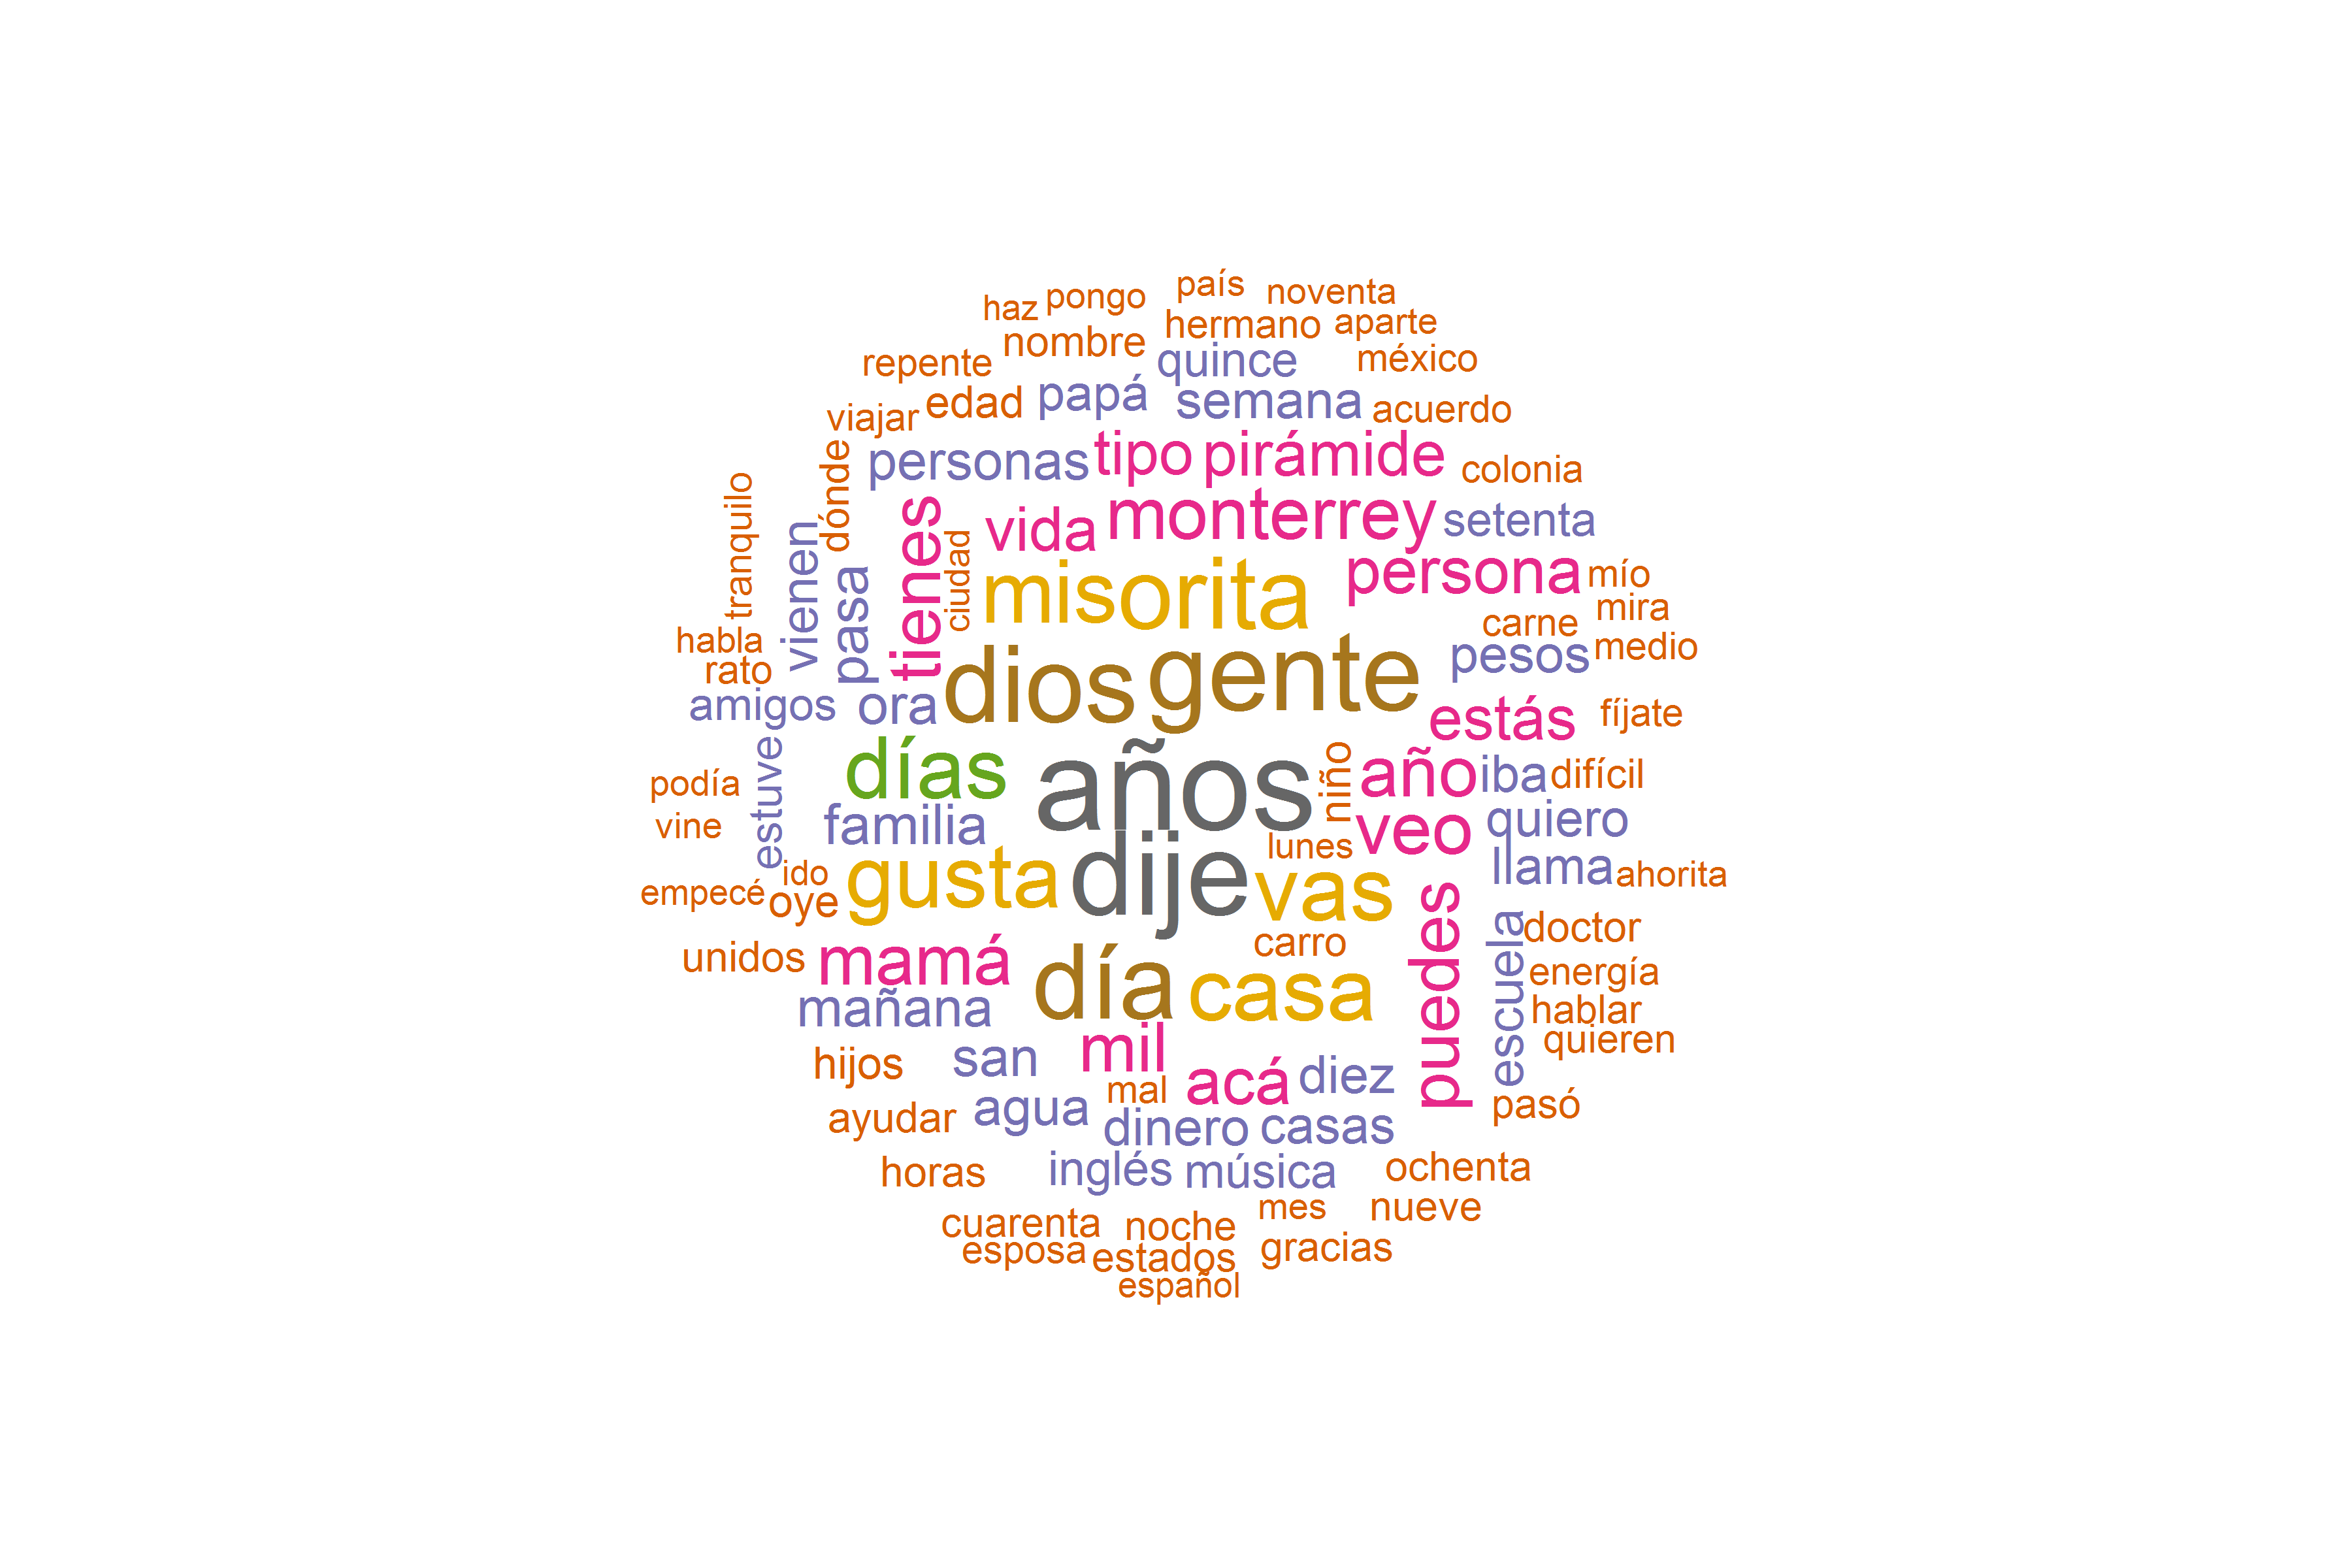 país
haz pongo noventa
nombre hermano aparte
repente quince méxico
viajar edad papá semana acuerdo
dónde personas tipo pirámide colonia
tranquilo vienen tienes vida monterrey setenta
pasa ciudad misorita persona mío
carne mira
habla dios gente pesos medio
rato
amigos ora estás fíjate
podía estuve días años niño año iba difícil
vine familia lunes veo quiero
empecé ido gusta dije vas llama ahorita
oye
unidos mamá carro puedes escuela doctor
mañana día casa energía
hablar
hijos san mil quieren
ayudar agua mal acá diez pasó
dinero casas
horas inglés música ochenta
cuarenta noche mes nueve
esposa estados gracias
español